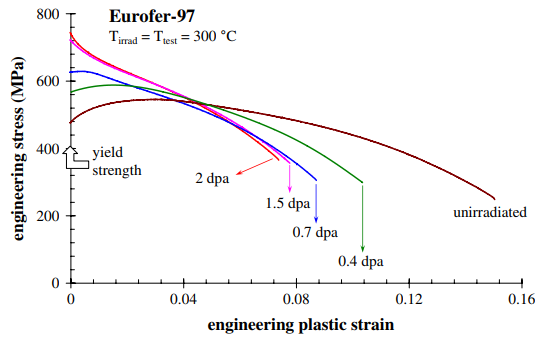 Eurofer-97
T_irrad = T_test = 300 °C
engineering stress (MPa)
800
600
400
200
0
yield
strength
2 dpa
1.5 dpa
0.7 dpa
0.4 dpa
unirradiated
0
0.04
0.08
0.12
0.16
engineering plastic strain